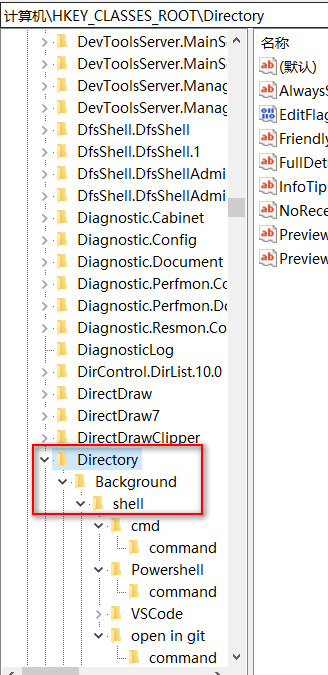 计算机\HKEY_CLASSES_ROOT\Directory
DevToolsServer.MainS
DevToolsServer.MainS
DevToolsServer.Manag
DevToolsServer.Manag
DfsShell.DfsShell
DfsShell.DfsShell.1
DfsShell.DfsShellAdmi
DfsShell.DfsShellAdmi
Diagnostic.Cabinet
Diagnostic.Config
Diagnostic.Document
Diagnostic.Perfmon.Co
Diagnostic.Perfmon.Do
Diagnostic.Resmon.Co
DiagnosticLog
DirControl.DirList.10.0
DirectDraw
DirectDraw7
DirectDrawClipper
Directory
Background
shell
cmd
command
Powershell
command
VSCode
open in git
command
名称
(默认)
AlwaysS
EditFlag
Friendly
FullDeta
InfoTip
NoRece
Preview
Preview